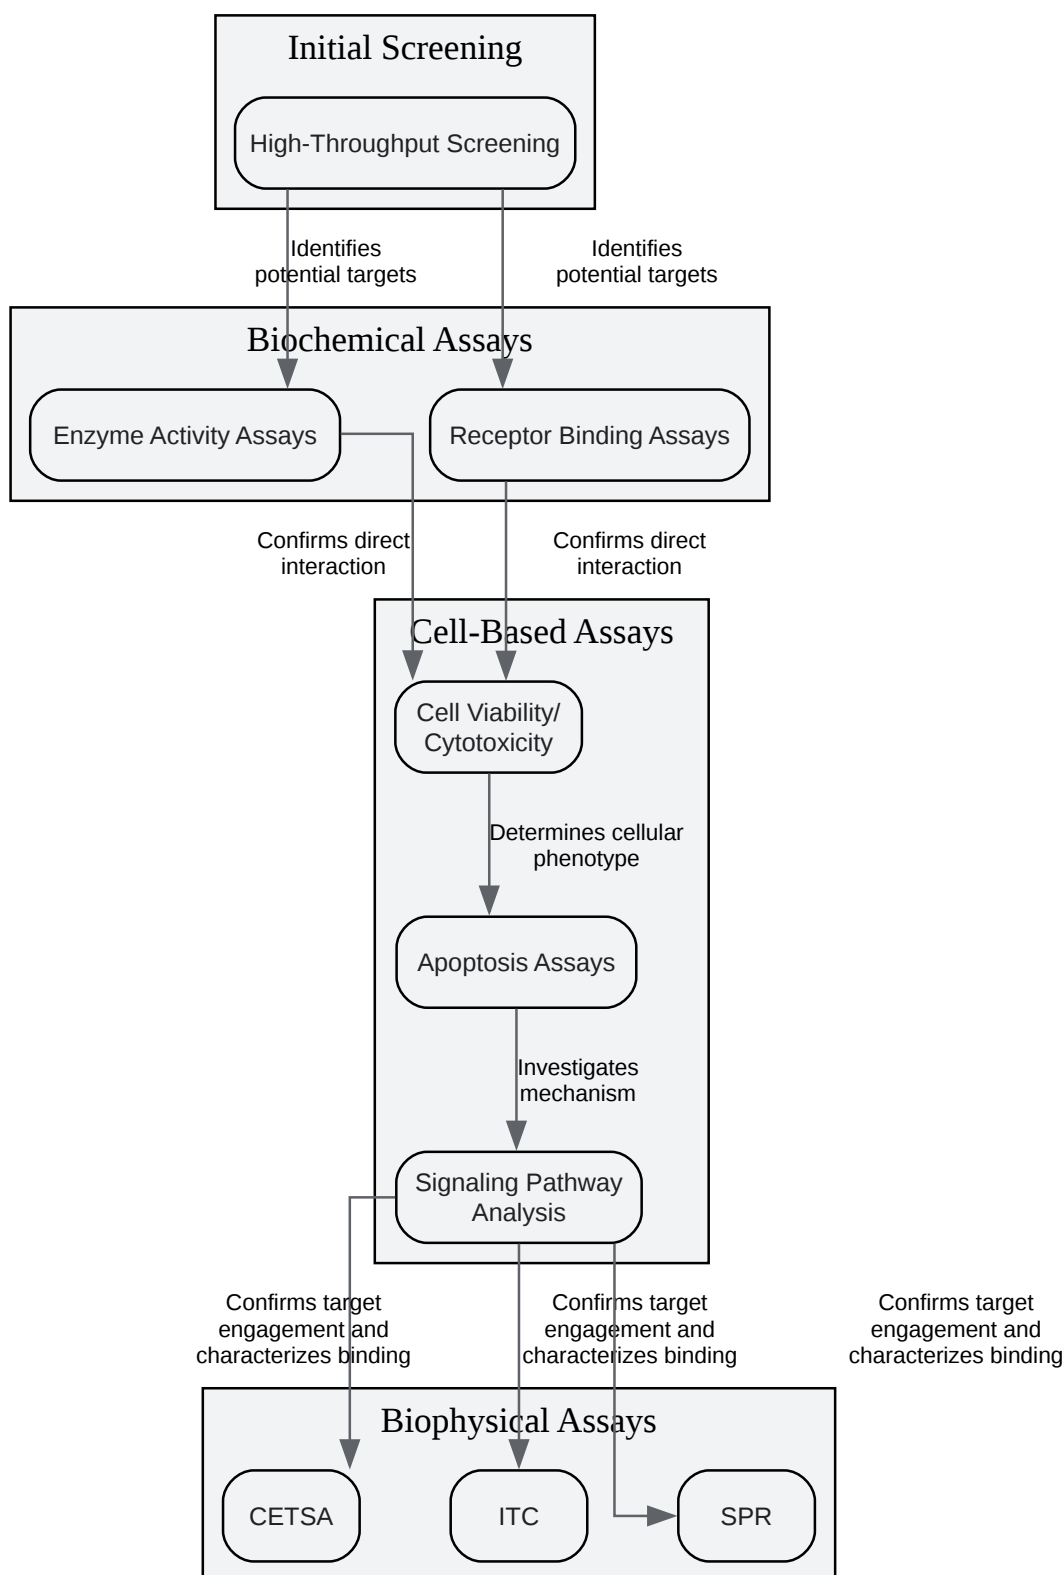 Initial Screening
High-Throughput Screening
Identifies
potential targets
Identifies
potential targets
Biochemical Assays
Enzyme Activity Assays
Receptor Binding Assays
Confirms direct
interaction
Confirms direct
interaction
Cell-Based Assays
Cell Viability/
Cytotoxicity
Determines cellular
phenotype
Apoptosis Assays
Investigates
mechanism
Signaling Pathway
Analysis
Confirms target
engagement and
characterizes binding
Confirms target
engagement and
characterizes binding
Confirms target
engagement and
characterizes binding
Biophysical Assays
CETSA
ITC
SPR